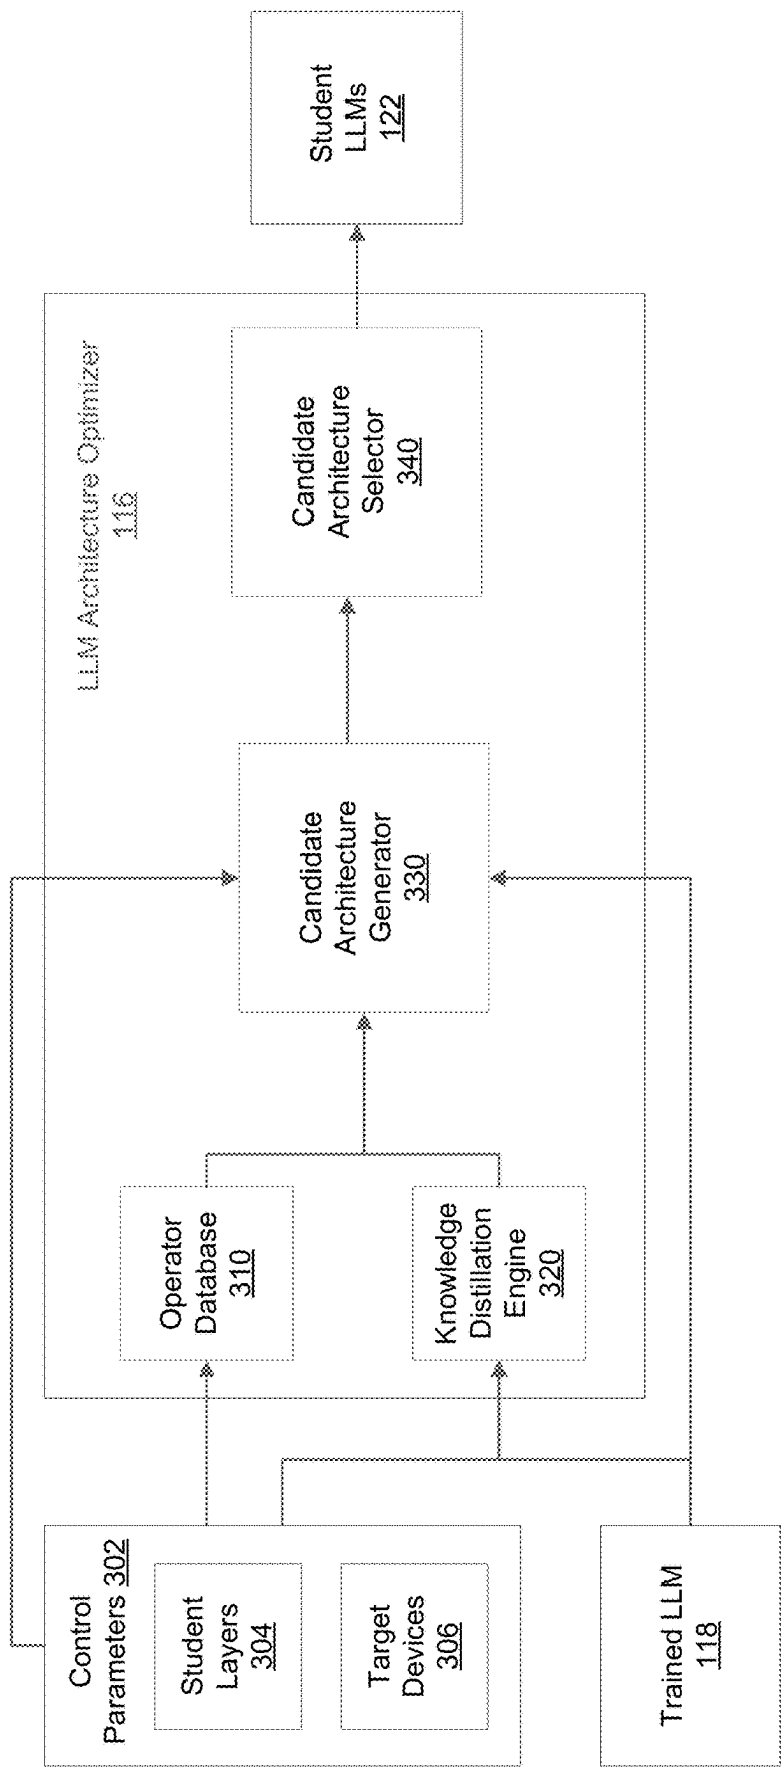 Control
Parameters 302
Student
Layers
304
Target
Devices
306
Trained LLM
118
LLM Architecture Optimizer
116
Operator
Database
310
Knowledge
Distillation
Engine
320
Candidate
Architecture
Generator
330
Candidate
Architecture
Selector
340
Student
LLMs
122